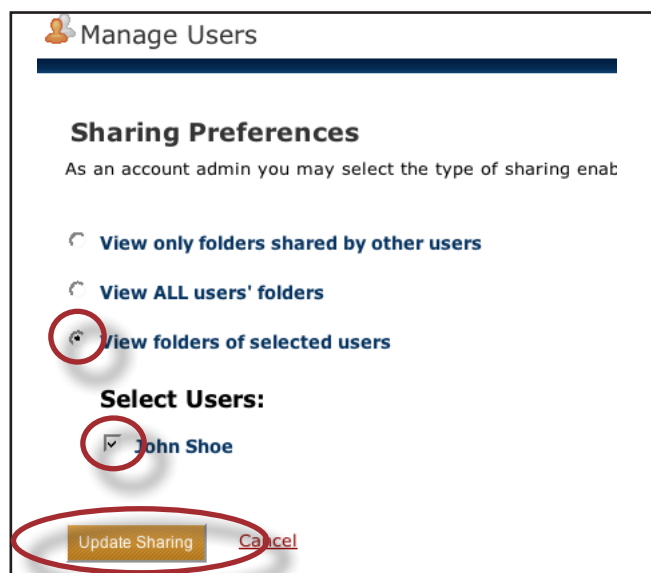 Manage Users
Sharing Preferences
As an account admin you may select the type of sharing enab
View only folders shared by other users
View ALL users' folders
View folders of selected users
Select Users:
John Shoe
Update Sharing Cancel